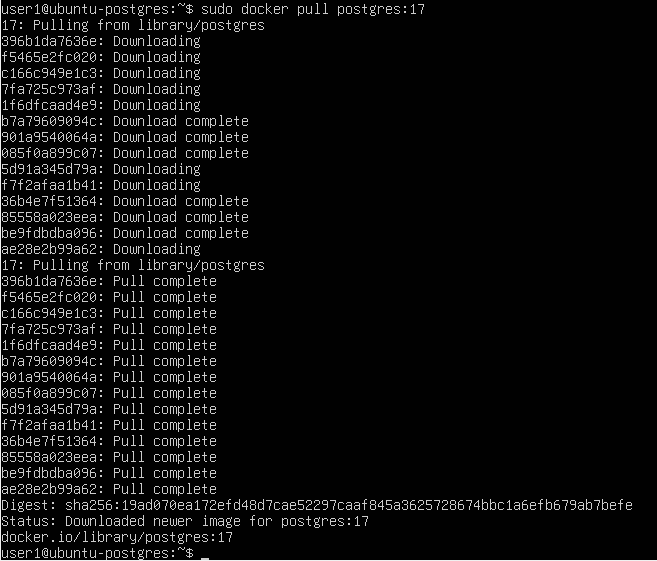 user1@ubuntu-postgres:~$ sudo docker pull postgres:17
17: Pulling from library/postgres
396b1da7636e: Downloading
f5465e2fc020: Downloading
c166c949e1c3: Downloading
7fa725c973af: Downloading
1f6dfcaad4e9: Downloading
b7a79609094c: Download complete
901a9540064a: Download complete
085f0a899c07: Download complete
5d91a345d79a: Downloading
f7f2afaa1b41: Downloading
36b4e7f51364: Download complete
85558a023eea: Download complete
be9fdbdba096: Download complete
ae28e2b99a62: Downloading
17: Pulling from library/postgres
396b1da7636e: Pull complete
f5465e2fc020: Pull complete
c166c949e1c3: Pull complete
7fa725c973af: Pull complete
1f6dfcaad4e9: Pull complete
b7a79609094c: Pull complete
901a9540064a: Pull complete
085f0a899c07: Pull complete
5d91a345d79a: Pull complete
f7f2afaa1b41: Pull complete
36b4e7f51364: Pull complete
85558a023eea: Pull complete
be9fdbdba096: Pull complete
ae28e2b99a62: Pull complete
Digest: sha256:19ad070ea172efd48d7cae52297caaf845a3625728674bbc1a6efb679ab7befe
Status: Downloaded newer image for postgres:17
docker.io/library/postgres:17
user1@ubuntu-postgres:~$ _